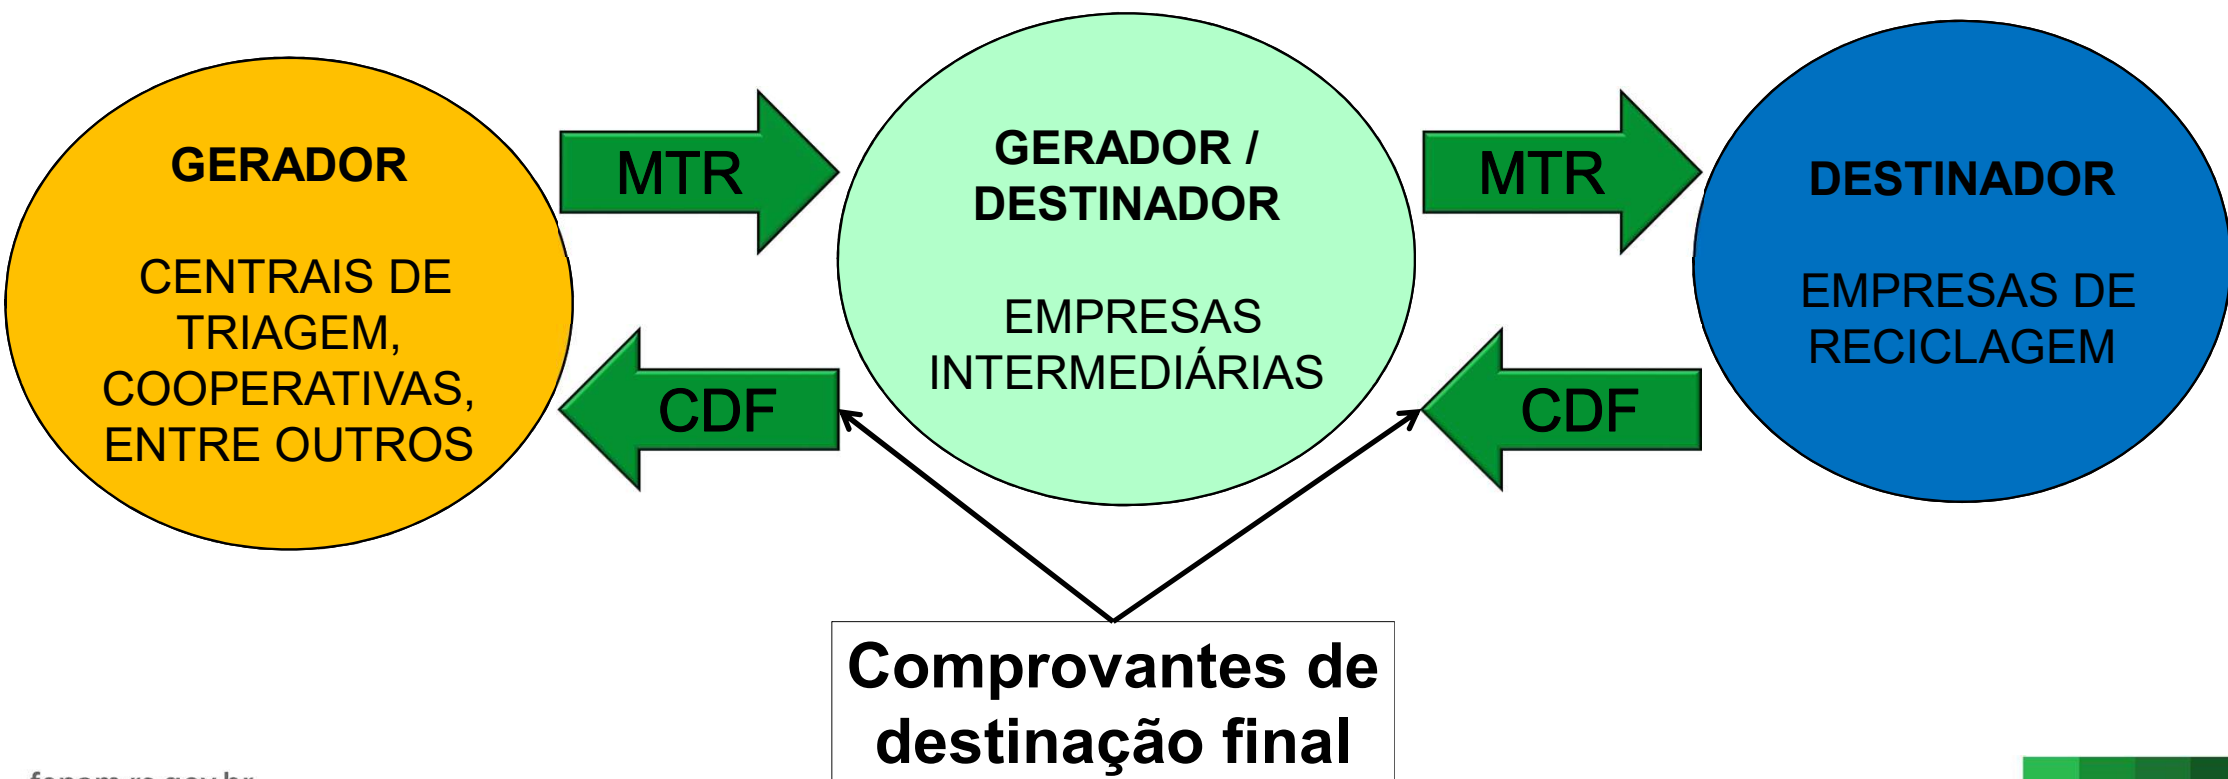 GERADOR
CENTRAIS DE
TRIAGEM,
COOPERATIVAS,
ENTRE OUTROS
MTR
CDF
GERADOR /
DESTINADOR
EMPRESAS
INTERMEDIÁRIAS
MTR
CDF
DESTINADOR
EMPRESAS DE
RECICLAGEM
Comprovantes de
destinação final